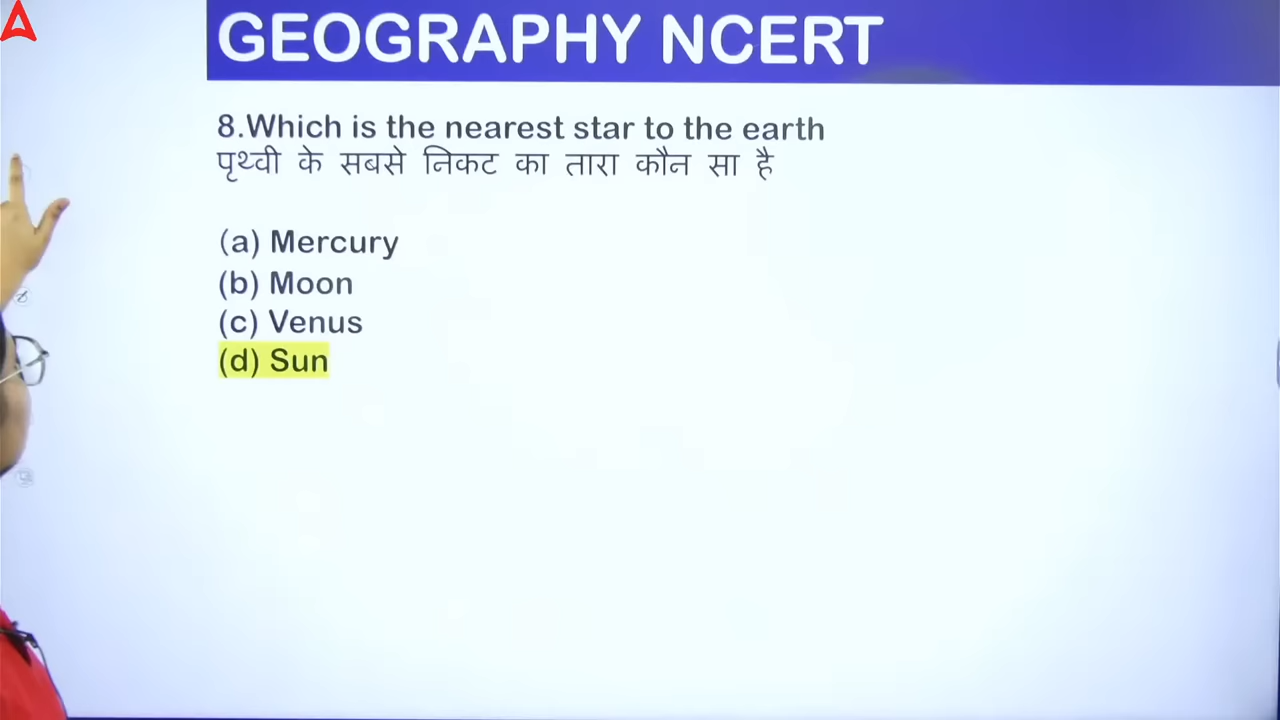 GEOGRAPHY NCERT
8.Which is the nearest star to the earth
पृथ्वी के सबसे निकट का तारा कौन सा है
(a) Mercury
(b) Moon
(c) Venus
(d) Sun